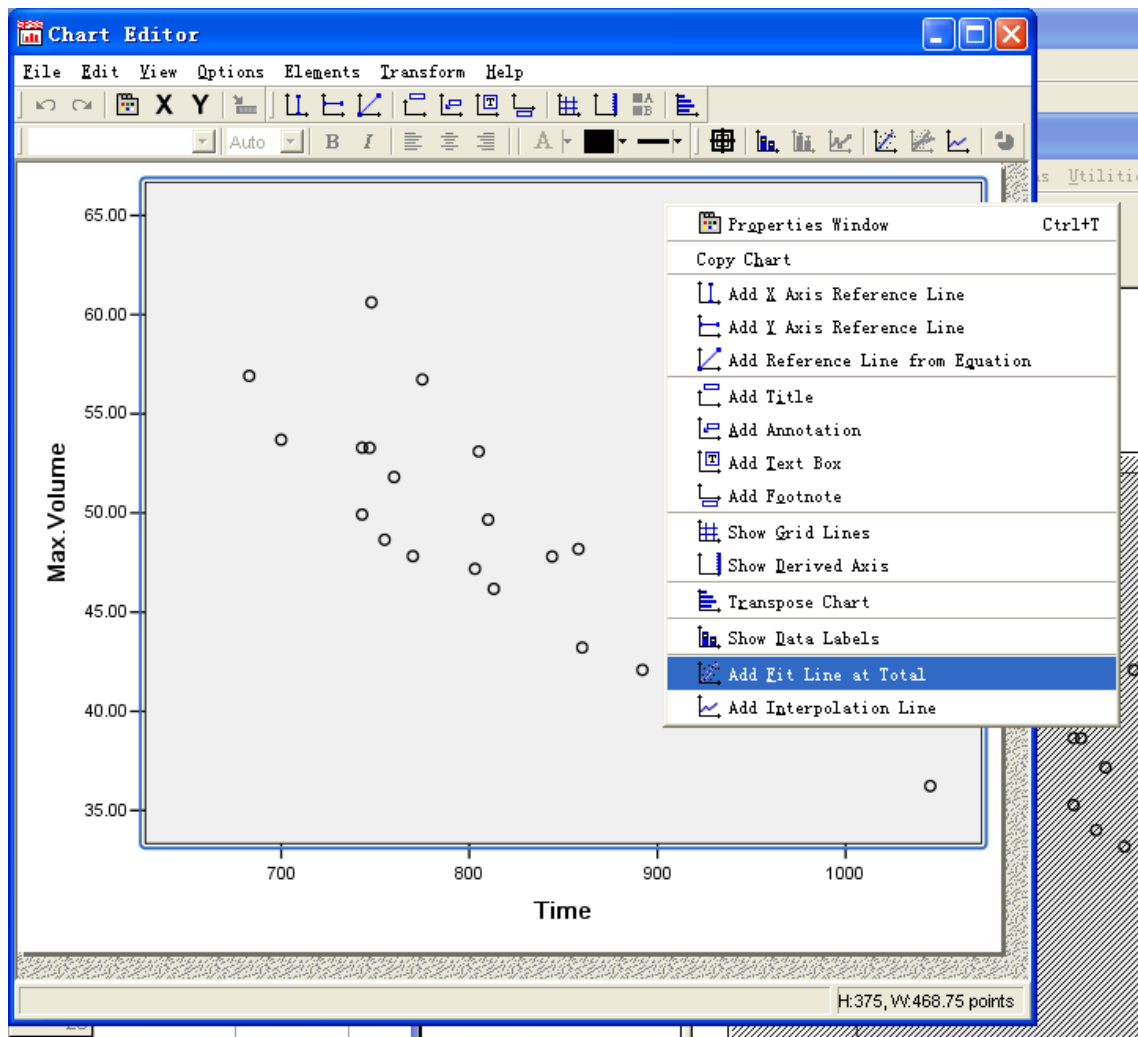 Chart Editor
File Edit View Options Elements Transform Help
X Y
Auto B I A
s Utiliti
65.00
60.00
55.00
50.00
45.00
40.00
35.00
Max.Volume
700 800 900 1000
Time
Properties Window Ctrl+T
Copy Chart
Add X Axis Reference Line
Add Y Axis Reference Line
Add Reference Line from Equation
Add Title
Add Annotation
Add Text Box
Add Footnote
Show Grid Lines
Show Derived Axis
Transpose Chart
Show Data Labels
Add Fit Line at Total
Add Interpolation Line
H:375, W:468.75 points